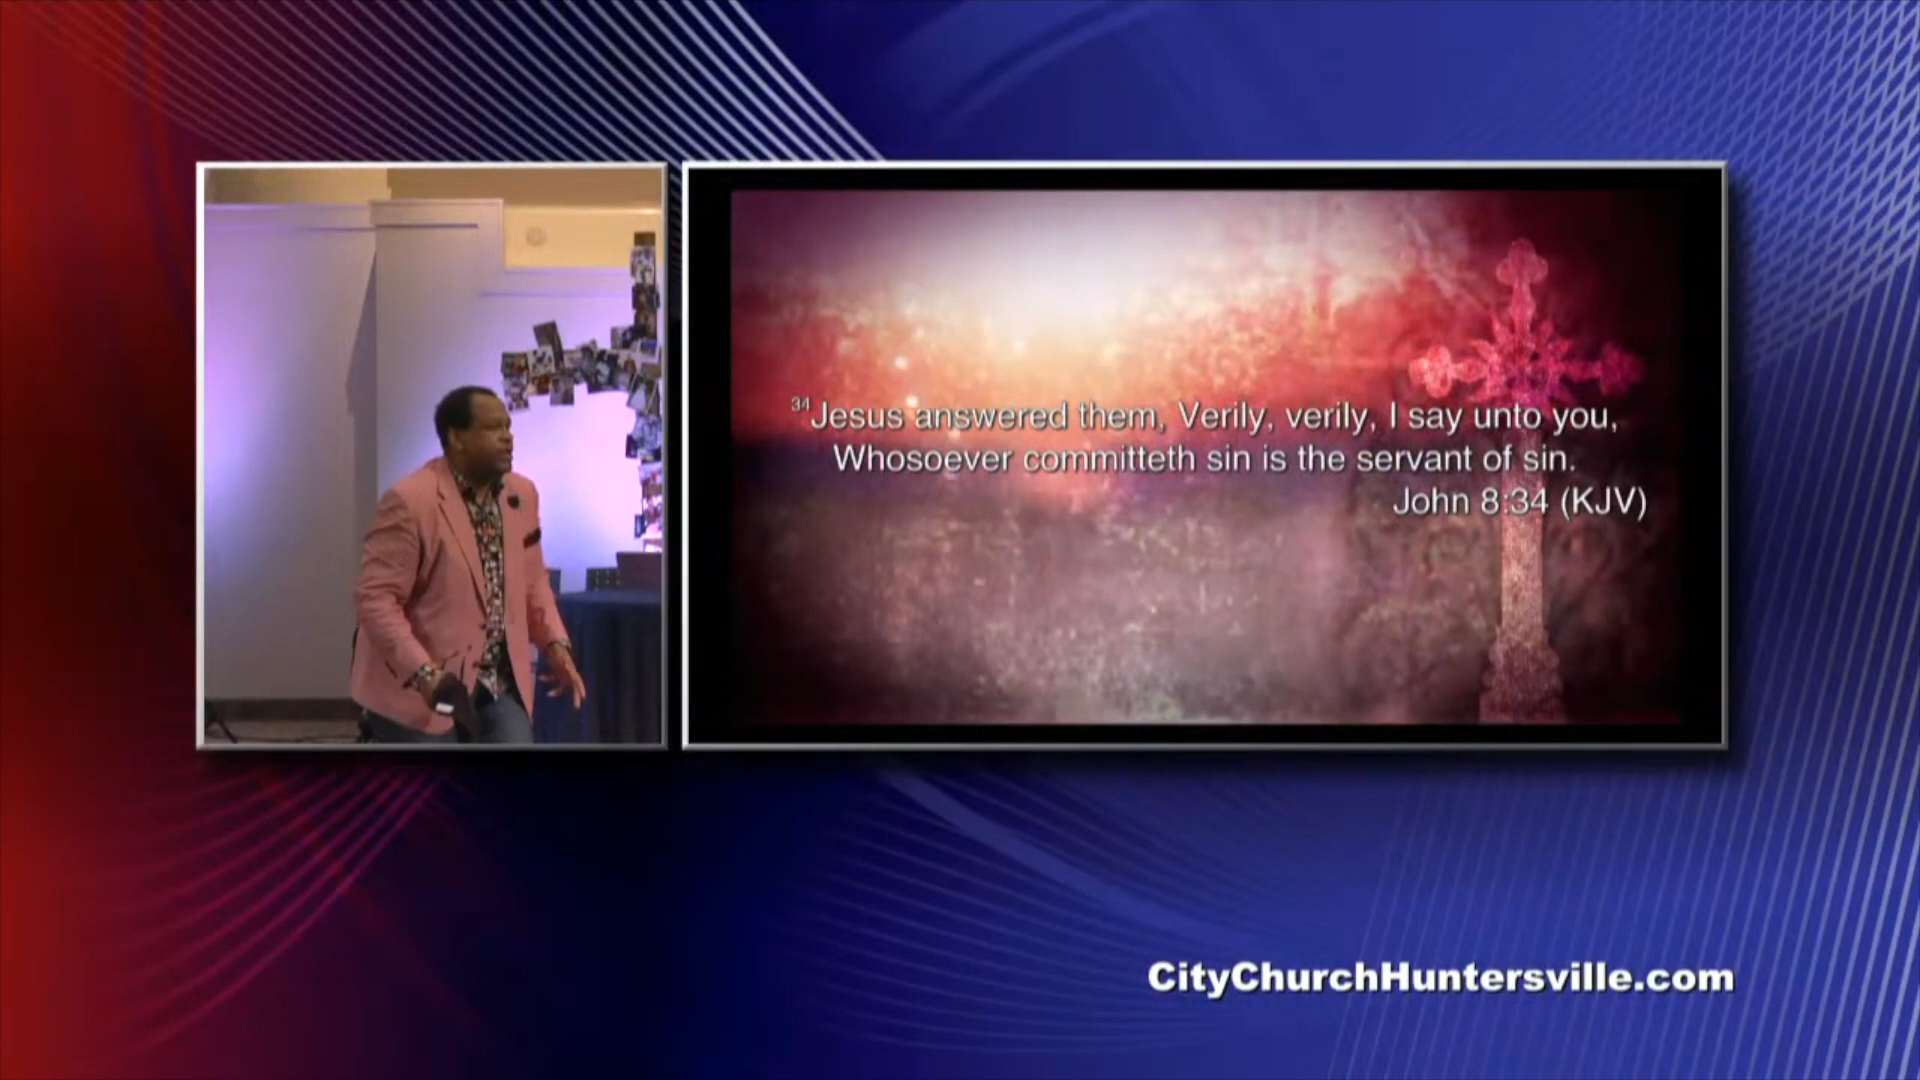 34Jesus answered them, Verily, verily, I say unto you,
Whosoever committeth sin is the servant of sin.
John 8:34 (KJV)
CityChurchHuntersville.com